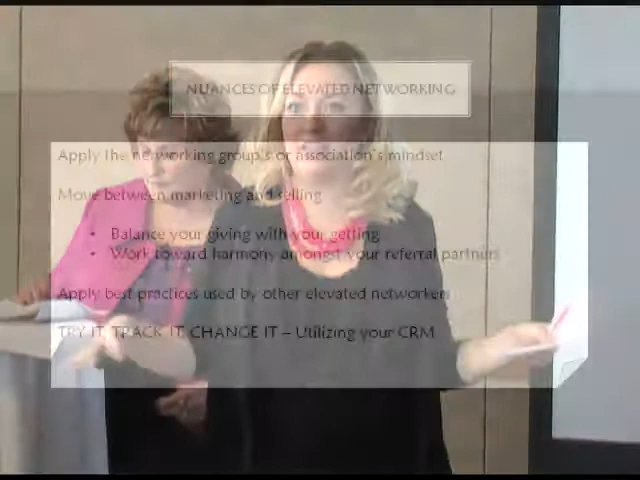 NUANCES OF ELEVATED NETWORKING
Apply the networking group's or association's mindset
Move between marketing and selling
• Balance your giving with your getting
• Work toward harmony amongst your referral partners
Apply best practices used by other elevated networkers
TRY IT, TRACK IT, CHANGE IT – Utilizing your CRM